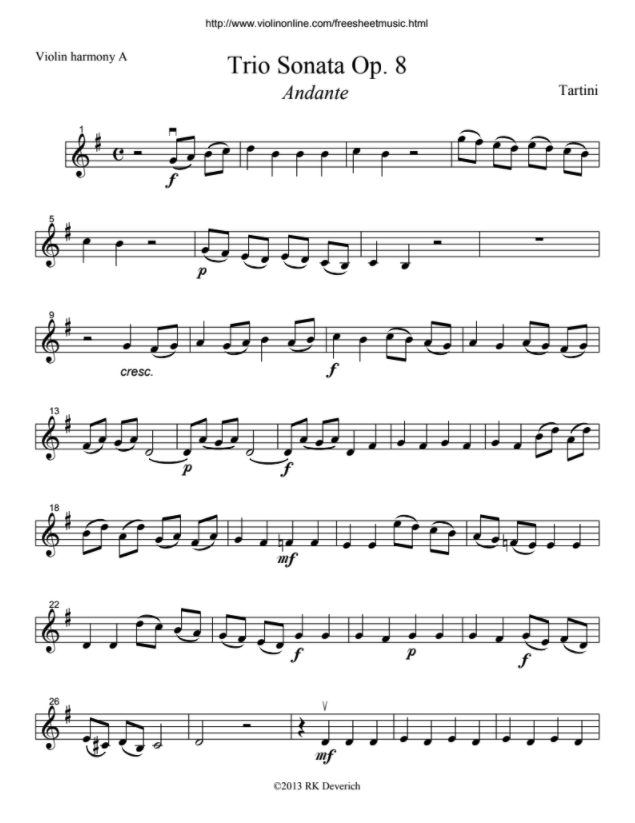 http://www.violinonline.com/freesheetmusic.html
Violin harmony A
Trio Sonata Op. 8
Andante
Tartini
1
f
5
p
9
cresc.
f
13
p
f
18
mf
22
f
p
f
26
mf
©2013 RK Deverich